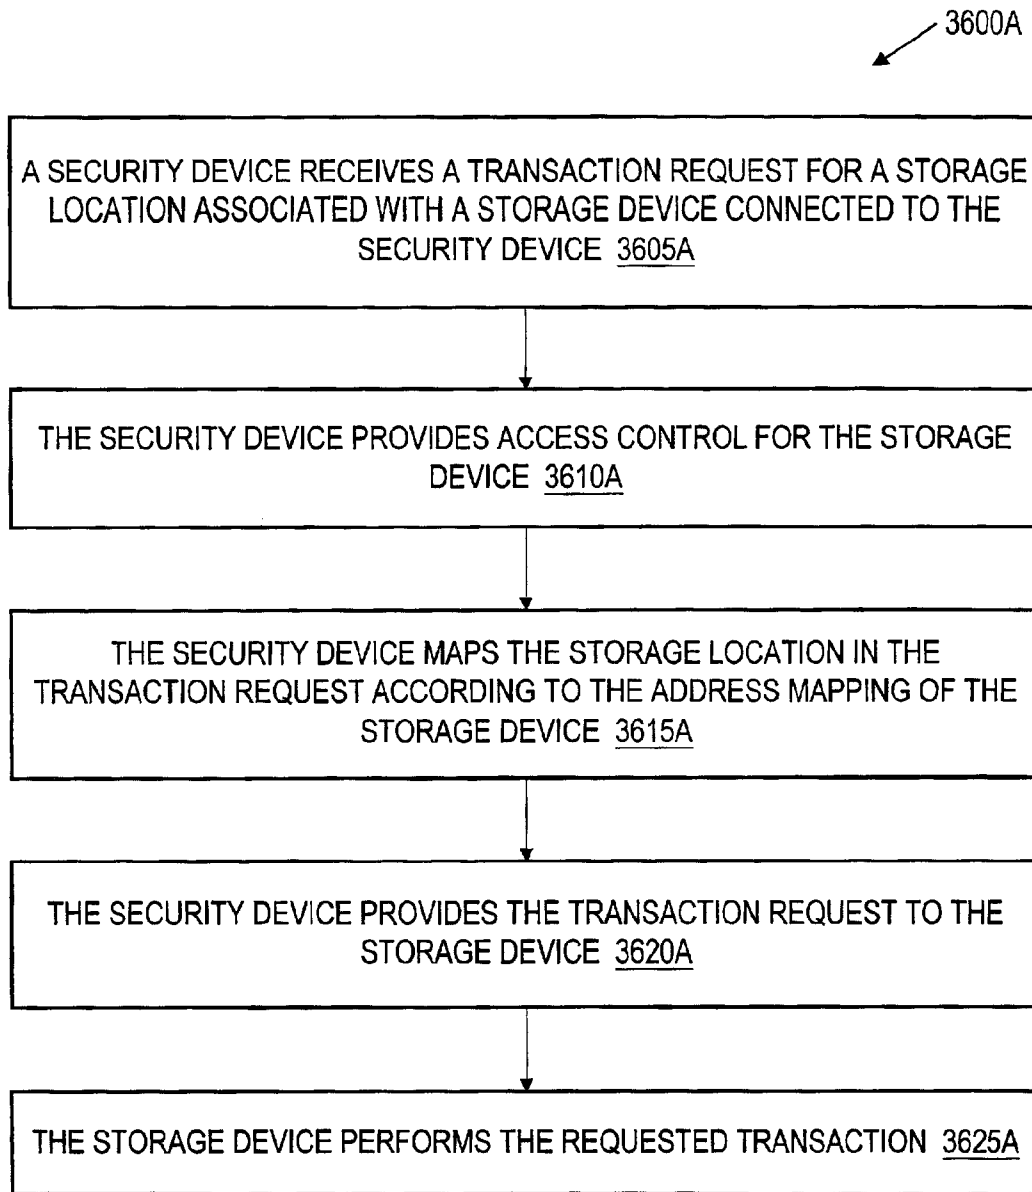 3600A
A SECURITY DEVICE RECEIVES A TRANSACTION REQUEST FOR A STORAGE
LOCATION ASSOCIATED WITH A STORAGE DEVICE CONNECTED TO THE
SECURITY DEVICE 3605A
THE SECURITY DEVICE PROVIDES ACCESS CONTROL FOR THE STORAGE
DEVICE 3610A
THE SECURITY DEVICE MAPS THE STORAGE LOCATION IN THE
TRANSACTION REQUEST ACCORDING TO THE ADDRESS MAPPING OF THE
STORAGE DEVICE 3615A
THE SECURITY DEVICE PROVIDES THE TRANSACTION REQUEST TO THE
STORAGE DEVICE 3620A
THE STORAGE DEVICE PERFORMS THE REQUESTED TRANSACTION 3625A